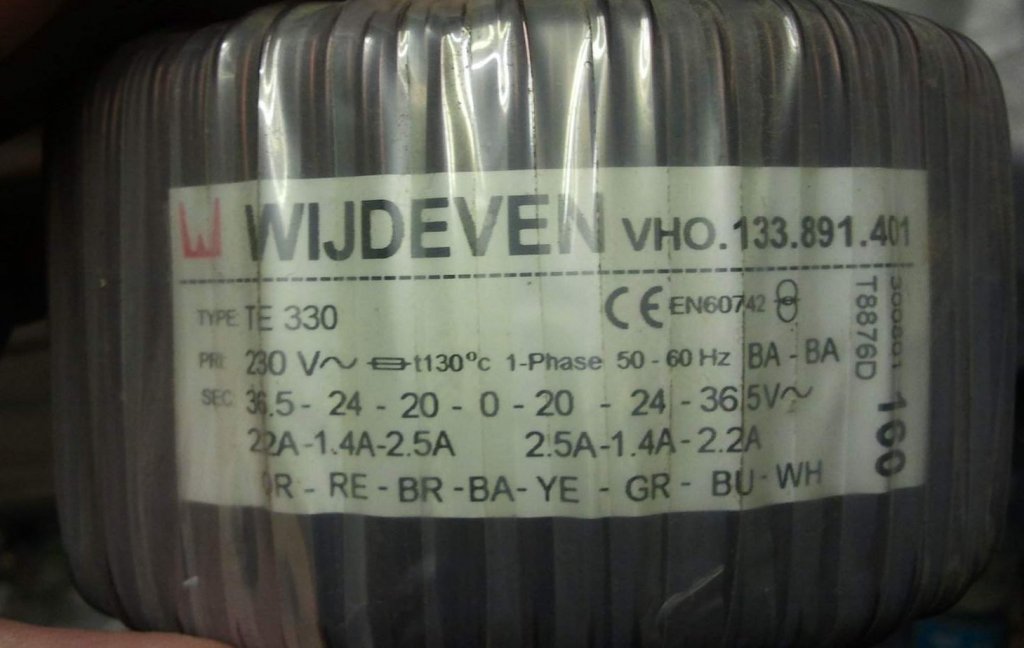 WIJDEVEN VHO.133.891.401
TYPE: TE 330 CE EN60742
PRI: 230 V~ t130°c 1-Phase 50 - 60 Hz BA - BA
SEC: 36.5 - 24 - 20 - 0 - 20 - 24 - 36.5V~
2.2A-1.4A-2.5A 2.5A-1.4A-2.2A
OR - RE - BR - BA - YE - GR - BU - WH
T8876D
160